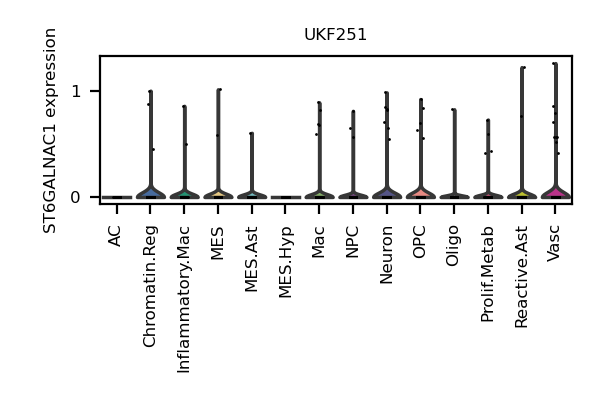 UKF251
ST6GALNAC1 expression
1
0
AC
Chromatin.Reg
Inflammatory.Mac
MES
MES.Ast
MES.Hyp
Mac
NPC
Neuron
OPC
Oligo
Prolif.Metab
Reactive.Ast
Vasc